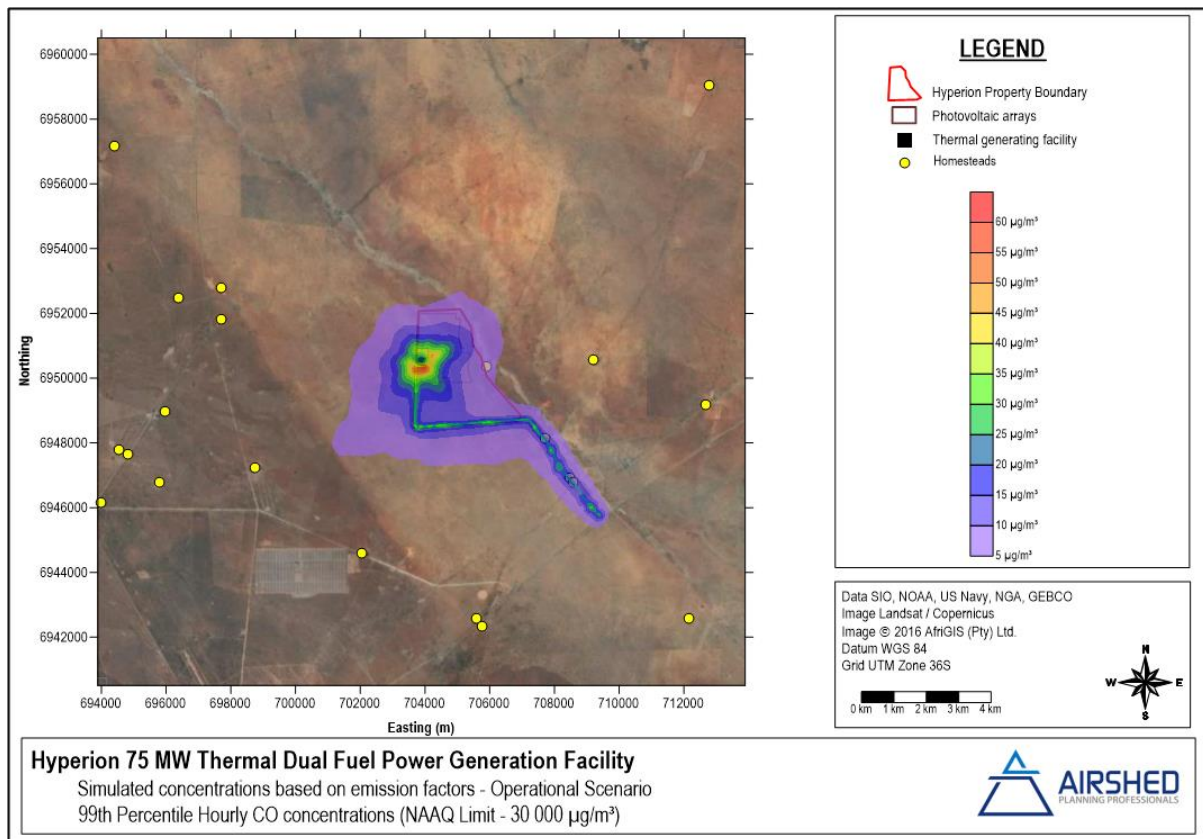 6960000
6958000
6956000
6954000
6952000
6950000
6948000
6946000
6944000
6942000
Northing
694000 696000 698000 700000 702000 704000 706000 708000 710000 712000
Easting (m)
LEGEND
Hyperion Property Boundary
Photovoltaic arrays
Thermal generating facility
Homesteads
60 µg/m³
55 µg/m³
50 µg/m³
45 µg/m³
40 µg/m³
35 µg/m³
30 µg/m³
25 µg/m³
20 µg/m³
15 µg/m³
10 µg/m³
5 µg/m³
Data SIO, NOAA, US Navy, NGA, GEBCO
Image Landsat / Copernicus
Image © 2016 AfriGIS (Pty) Ltd.
Datum WGS 84
Grid UTM Zone 36S
N
W E
S
0 km 1 km 2 km 3 km 4 km
Hyperion 75 MW Thermal Dual Fuel Power Generation Facility
Simulated concentrations based on emission factors - Operational Scenario
99th Percentile Hourly CO concentrations (NAAQ Limit - 30 000 µg/m³)
AIRSHED
PLANNING PROFESSIONALS